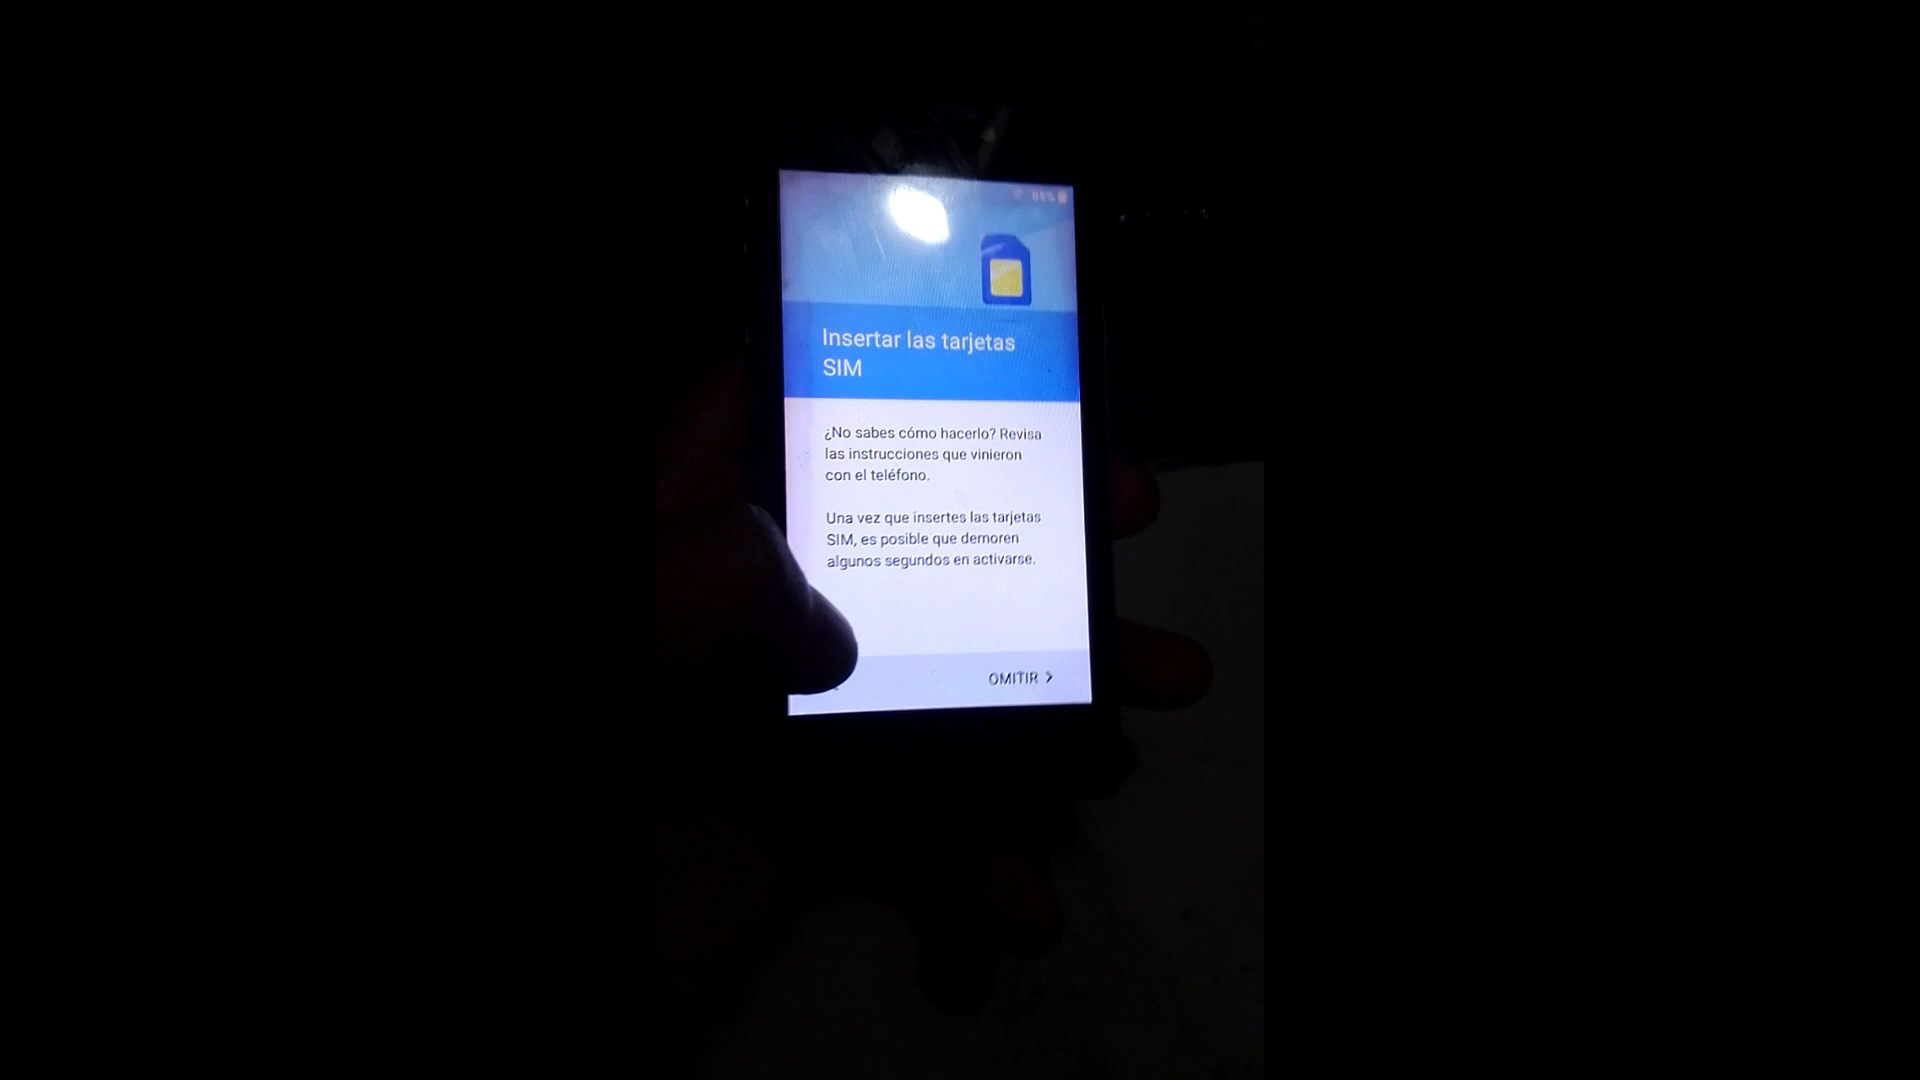 85%
Insertar las tarjetas
SIM
¿No sabes cómo hacerlo? Revisa
las instrucciones que vinieron
con el teléfono.
Una vez que insertes las tarjetas
SIM, es posible que demoren
algunos segundos en activarse.
OMITIR